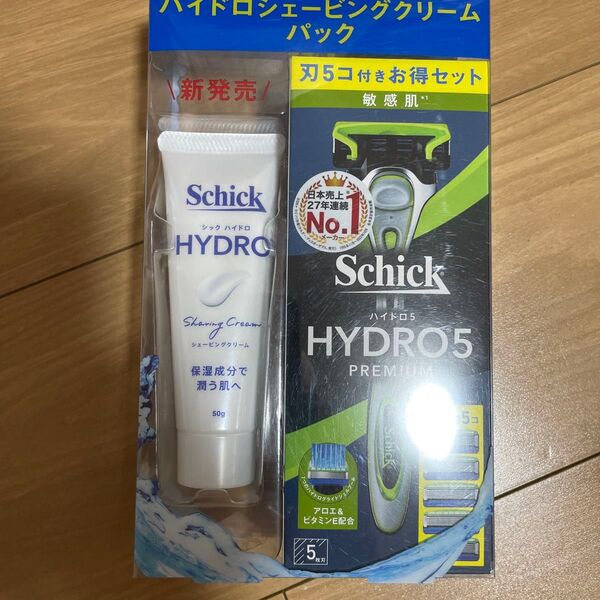 ハイドロシェービングクリーム
パック
\新発売/
Schick
シック ハイドロ
HYDRO
Shaving Cream
シェービングクリーム
保湿成分で
潤う肌へ
50g
刃5コ付きお得セット
敏感肌*1
日本売上
27年連続
No.1
メーカー
Schick
ハイドロ5
HYDRO5
PREMIUM
Schick
5コ
アロエ&
ビタミンE配合
5枚刃